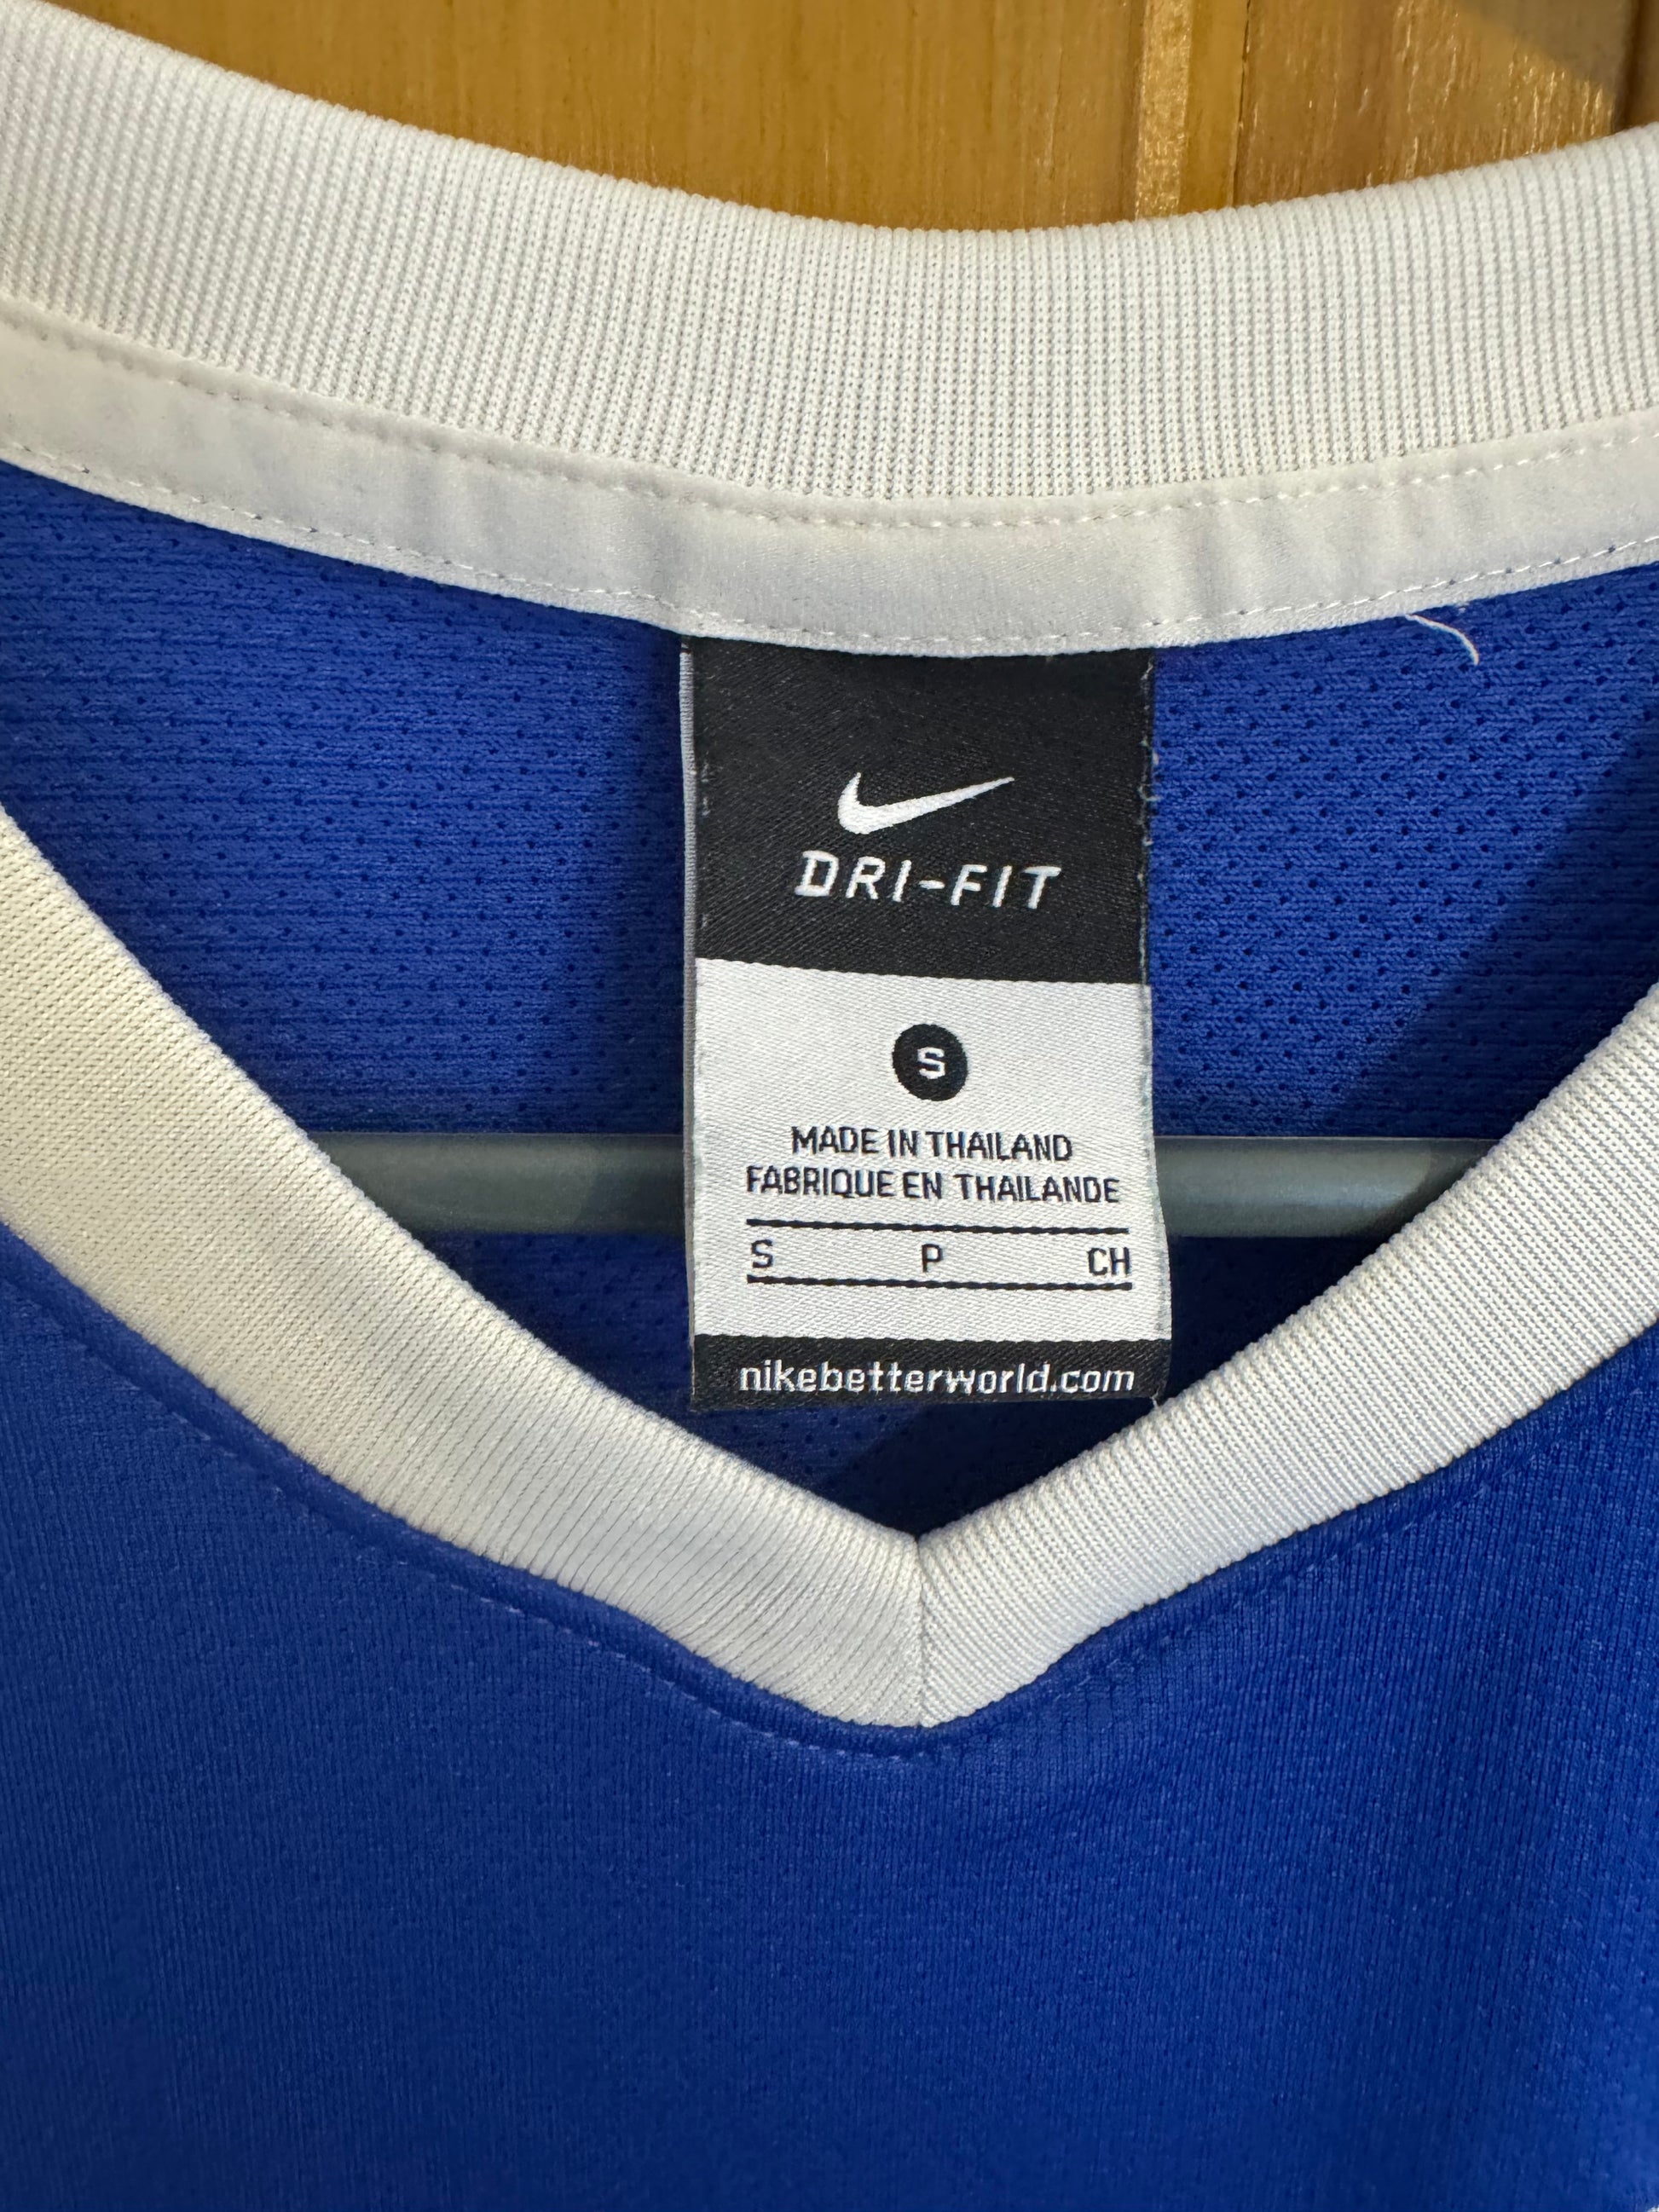 DRI-FIT
S
MADE IN THAILAND
FABRIQUE EN THAILANDE
S P CH
nikebetterworld.com